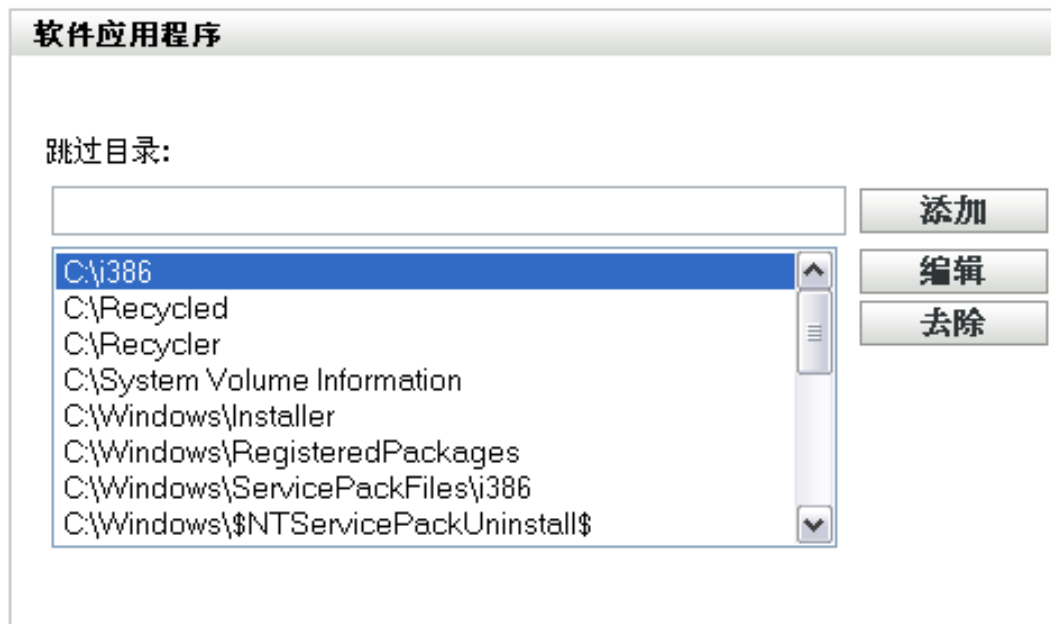 软件应用程序
跳过目录:
添加
C:\i386
编辑
C:\Recycled
去除
C:\Recycler
C:\System Volume Information
C:\Windows\Installer
C:\Windows\RegisteredPackages
C:\Windows\ServicePackFiles\i386
C:\Windows\$NTServicePackUninstall$